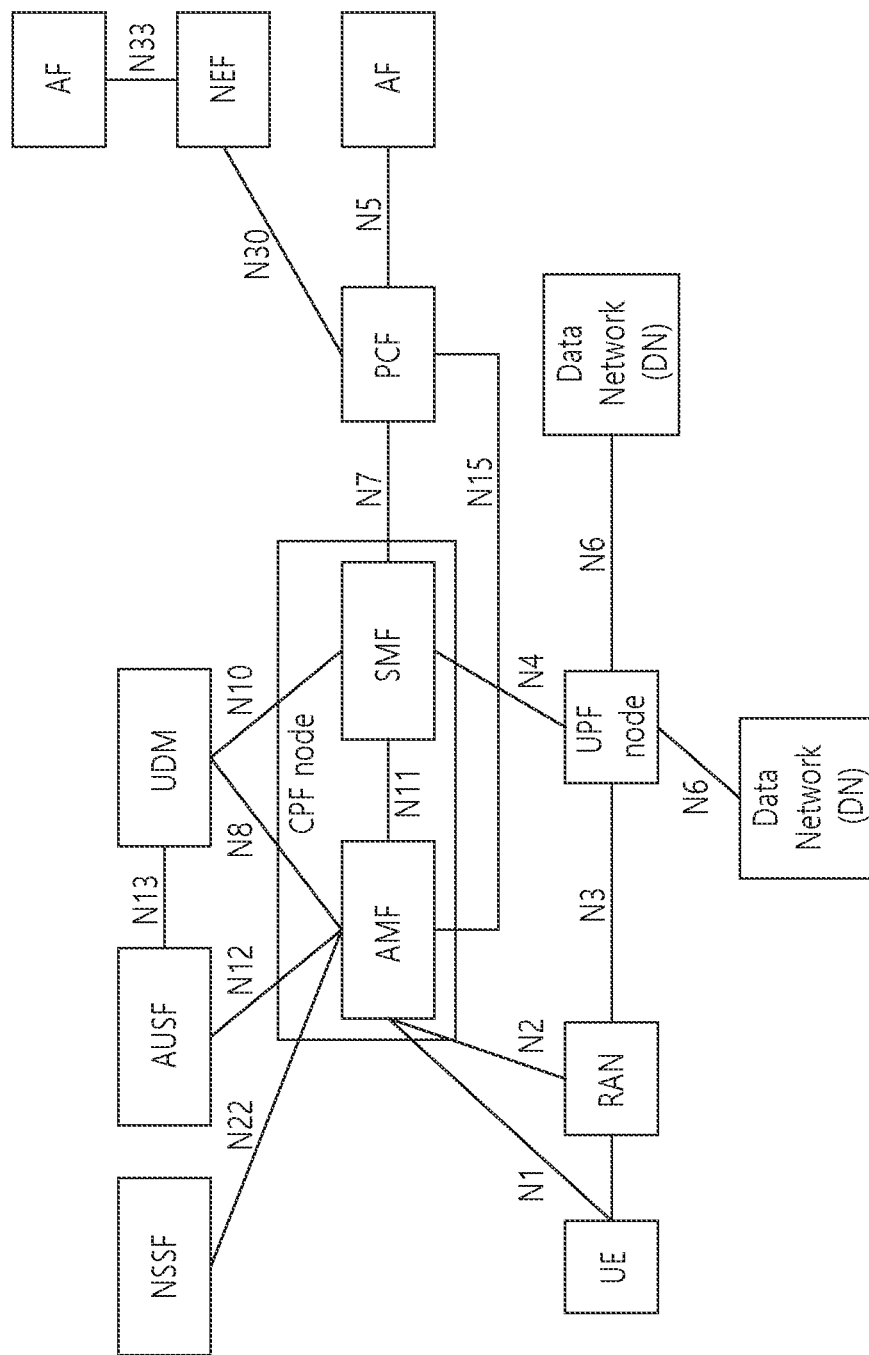 AF
N33
NEF
NSSF
AUSF
N13
UDM
N30
N22
N12
N8
N10
CPF node
AMF
N11
SMF
N7
PCF
N5
AF
N15
N1
N2
N4
UE
RAN
N3
UPF
node
N6
Data
Network
(DN)
N6
Data
Network
(DN)